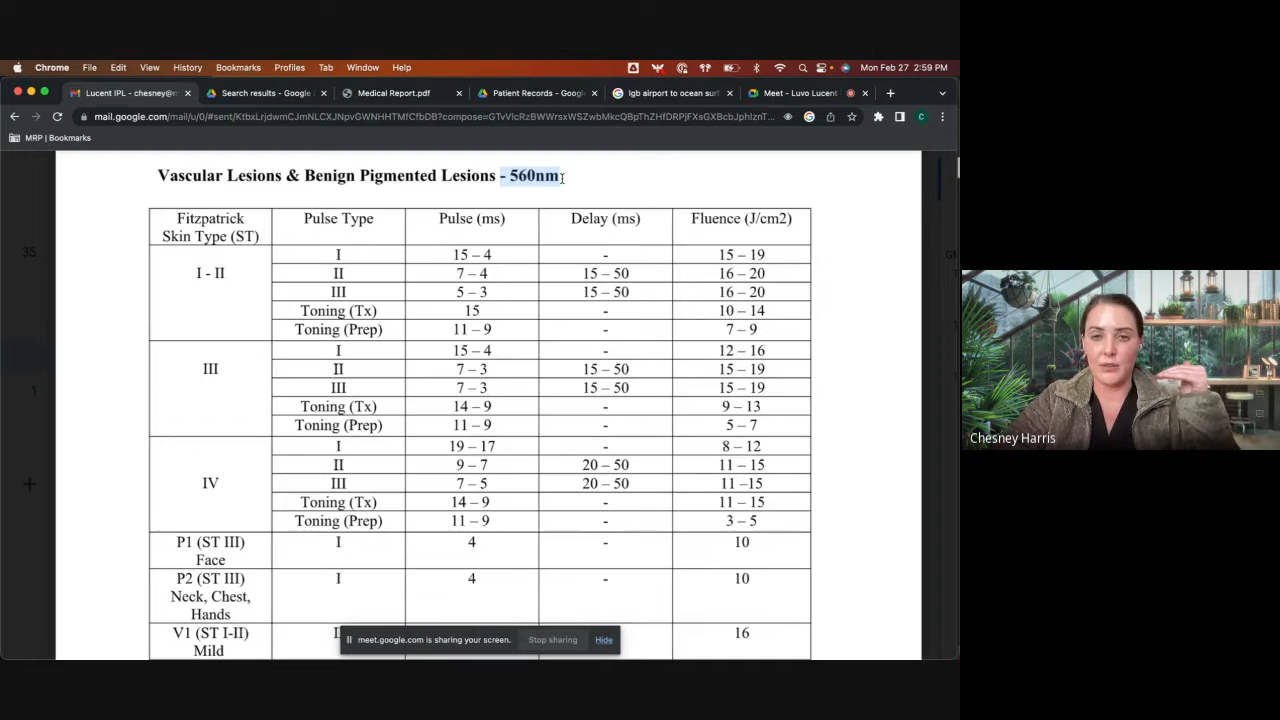 Chrome File Edit View History Bookmarks Profiles Tab Window Help Mon Feb 27 2:59 PM
Lucent IPL - chesney@m Search results - Google Medical Report.pdf Patient Records - Goog lgb airport to ocean surf Meet - Luvo Lucent
mail.google.com/mail/u/0/#sent/
MRP | Bookmarks
Vascular Lesions & Benign Pigmented Lesions - 560nm
Fitzpatrick Skin Type (ST) Pulse Type Pulse (ms) Delay (ms) Fluence (J/cm2)
I - II I 15 – 4 - 15 – 19
II 7 – 4 15 – 50 16 – 20
III 5 – 3 15 – 50 16 – 20
Toning (Tx) 15 - 10 – 14
Toning (Prep) 11 – 9 - 7 – 9
III I 15 – 4 - 12 – 16
II 7 – 3 15 – 50 15 – 19
III 7 – 3 15 – 50 15 – 19
Toning (Tx) 14 – 9 - 9 – 13
Toning (Prep) 11 – 9 - 5 – 7
IV I 19 – 17 - 8 – 12
II 9 – 7 20 – 50 11 – 15
III 7 – 5 20 – 50 11 –15
Toning (Tx) 14 – 9 - 11 – 15
Toning (Prep) 11 – 9 - 3 – 5
P1 (ST III) Face I 4 - 10
P2 (ST III) Neck, Chest, Hands I 4 - 10
V1 (ST I-II) Mild 16
meet.google.com is sharing your screen. Stop sharing Hide
35
1
Chesney Harris